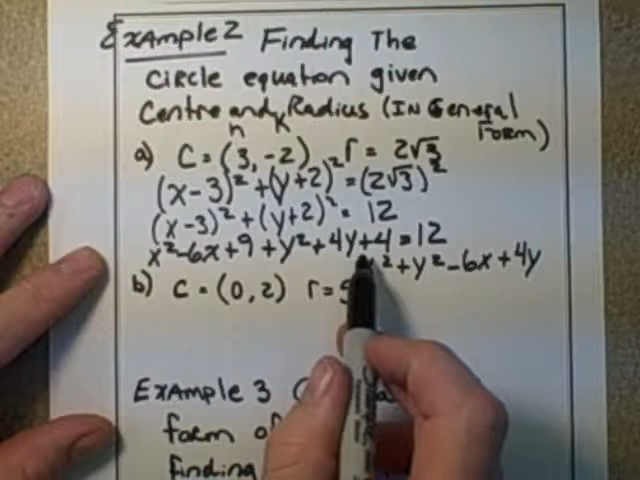 Example 2 Finding The
Circle equation given
Centre and Radius (In General
Form)
h k
a) C = (3, -2) r = 2√3
(x-3)² + (y+2)² = (2√3)²
(x-3)² + (y+2)² = 12
x² - 6x + 9 + y² + 4y + 4 = 12
² + y² - 6x + 4y
b) C = (0, 2) r =
Example 3
form of
finding